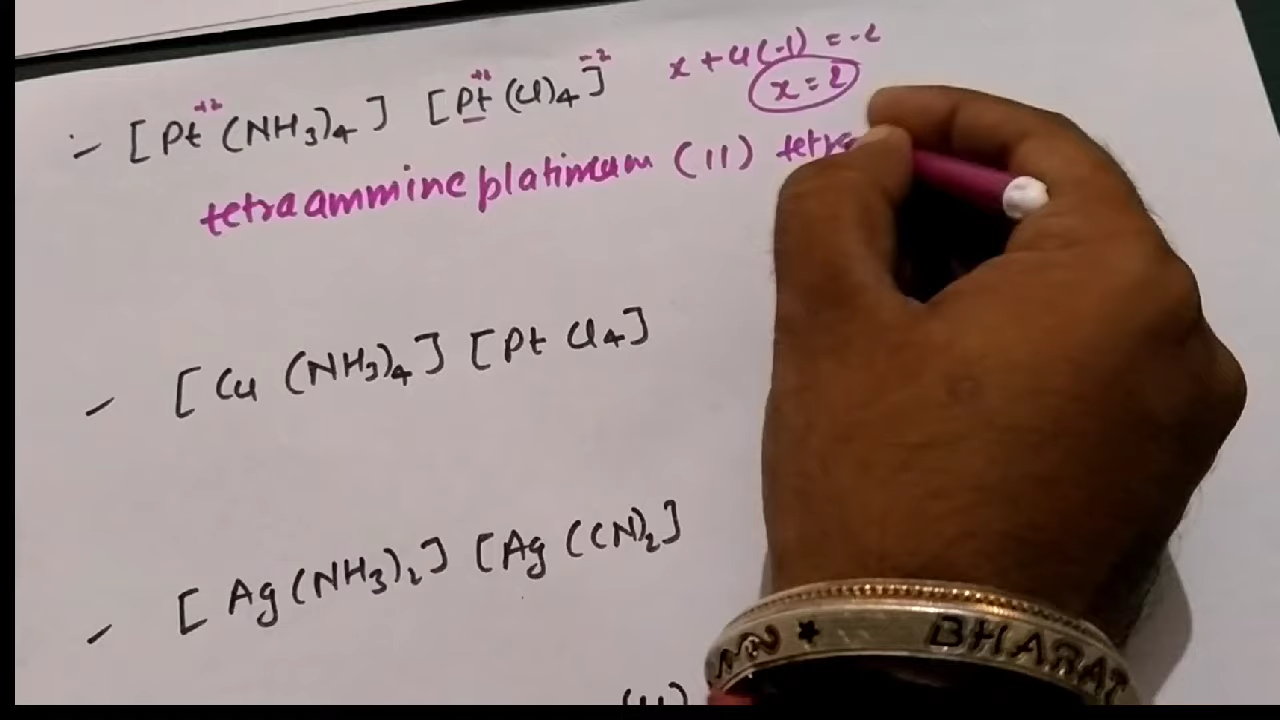 [Pt⁺²(NH₃)₄] [Pt⁺²(Cl)₄]⁻² x + 4(-1) = -2
x = 2
tetraammineplatinum (II) tetra
- [Cu (NH₃)₄] [Pt Cl₄]
- [Ag(NH₃)₂] [Ag (CN)₂]
BHARAT